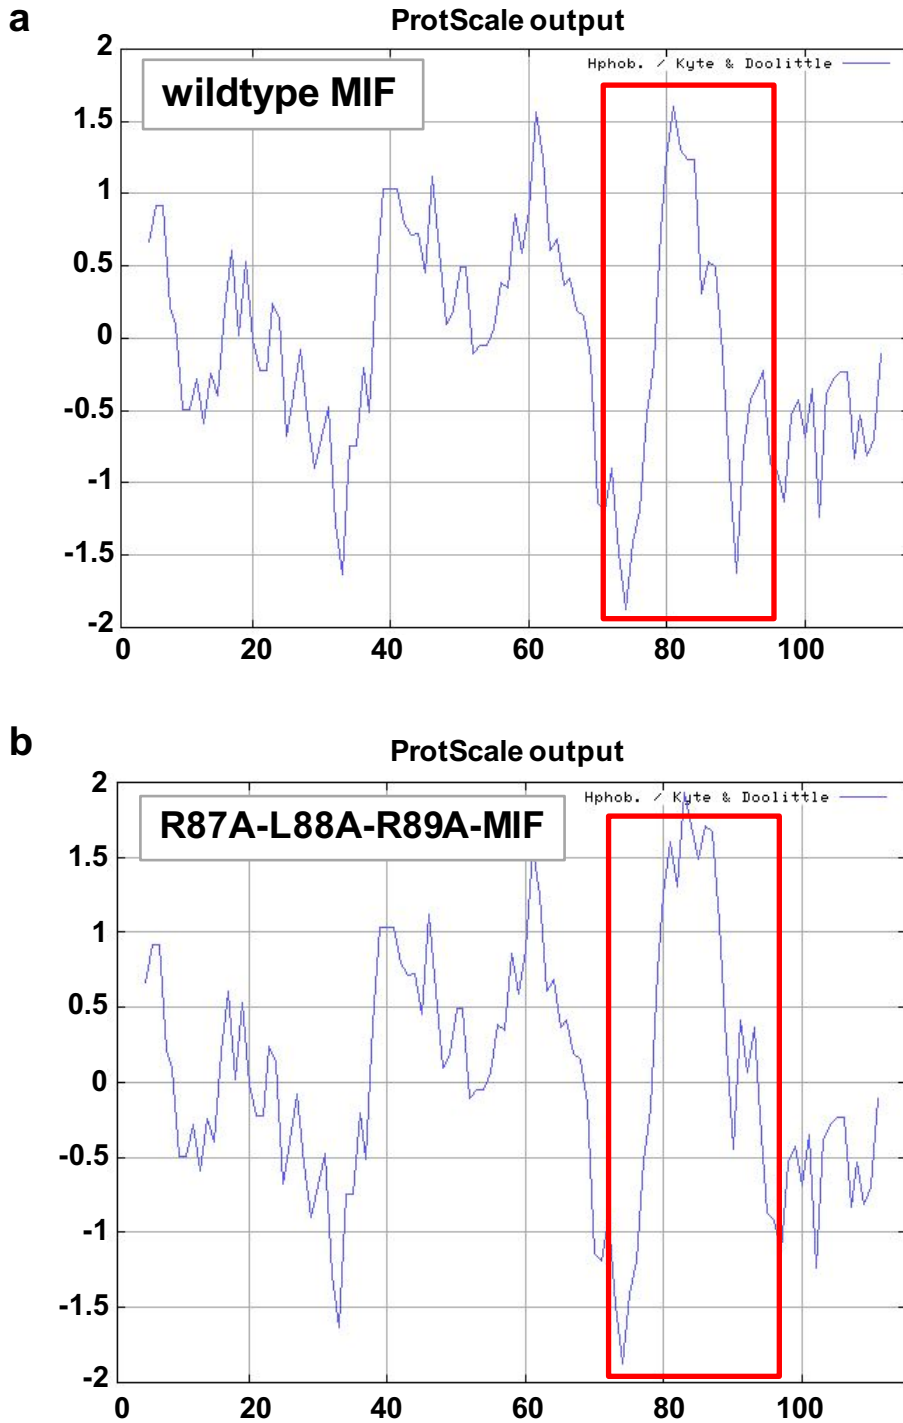 a
ProtScale output
2
Hphob. / Kyte & Doolittle
wildtype MIF
1.5
1
0.5
0
-0.5
-1
-1.5
-2
0 20 40 60 80 100
b
ProtScale output
2
Hphob. / Kyte & Doolittle
R87A-L88A-R89A-MIF
1.5
1
0.5
0
-0.5
-1
-1.5
-2
0 20 40 60 80 100